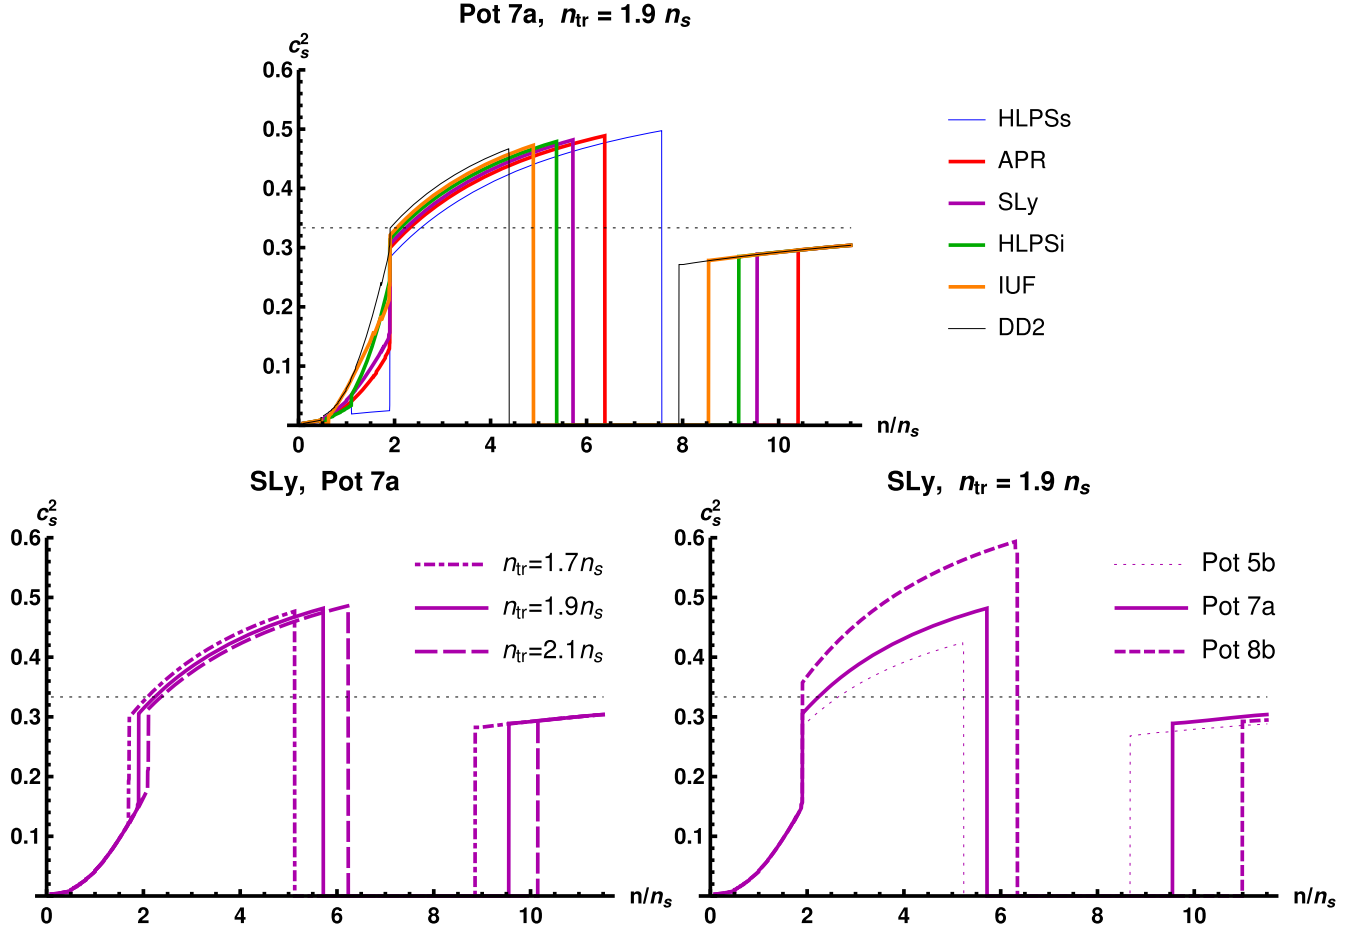 Pot 7a, n_tr = 1.9 n_s
c_s^2
0.6
0.5
0.4
0.3
0.2
0.1
0 2 4 6 8 10
n/n_s
HLPSs
APR
SLy
HLPSi
IUF
DD2
SLy, Pot 7a
c_s^2
0.6
0.5
0.4
0.3
0.2
0.1
0 2 4 6 8 10
n/n_s
n_tr=1.7n_s
n_tr=1.9n_s
n_tr=2.1n_s
SLy, n_tr = 1.9 n_s
c_s^2
0.6
0.5
0.4
0.3
0.2
0.1
0 2 4 6 8 10
n/n_s
Pot 5b
Pot 7a
Pot 8b